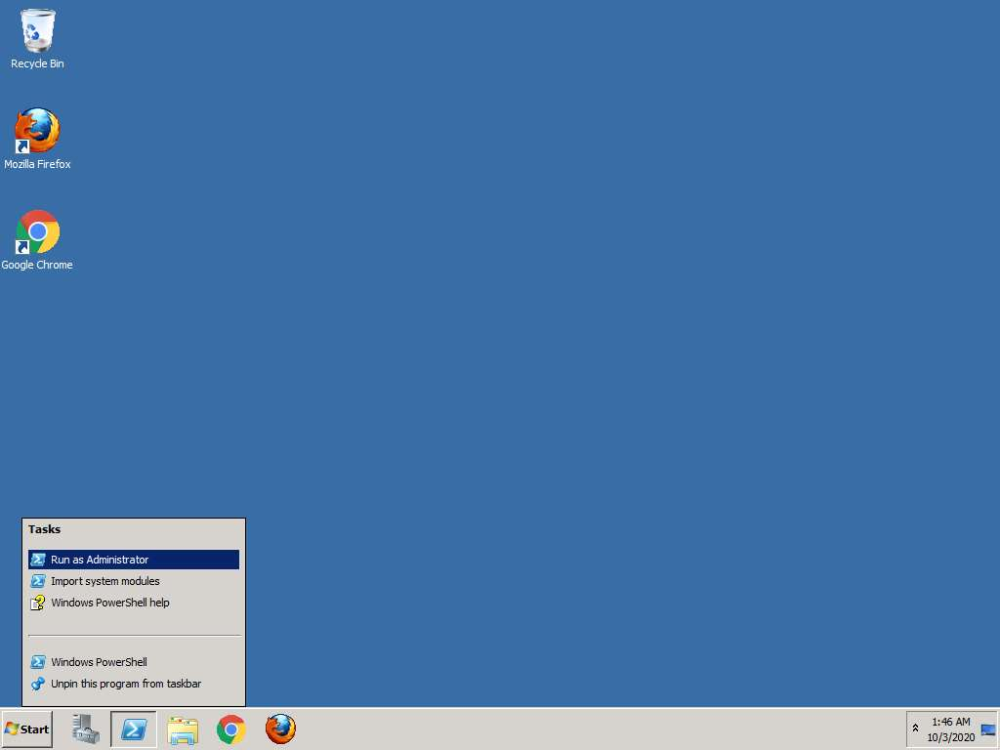 Recycle Bin
Mozilla Firefox
Google Chrome
Tasks
Run as Administrator
Import system modules
Windows PowerShell help
Windows PowerShell
Unpin this program from taskbar
Start
1:46 AM
10/3/2020